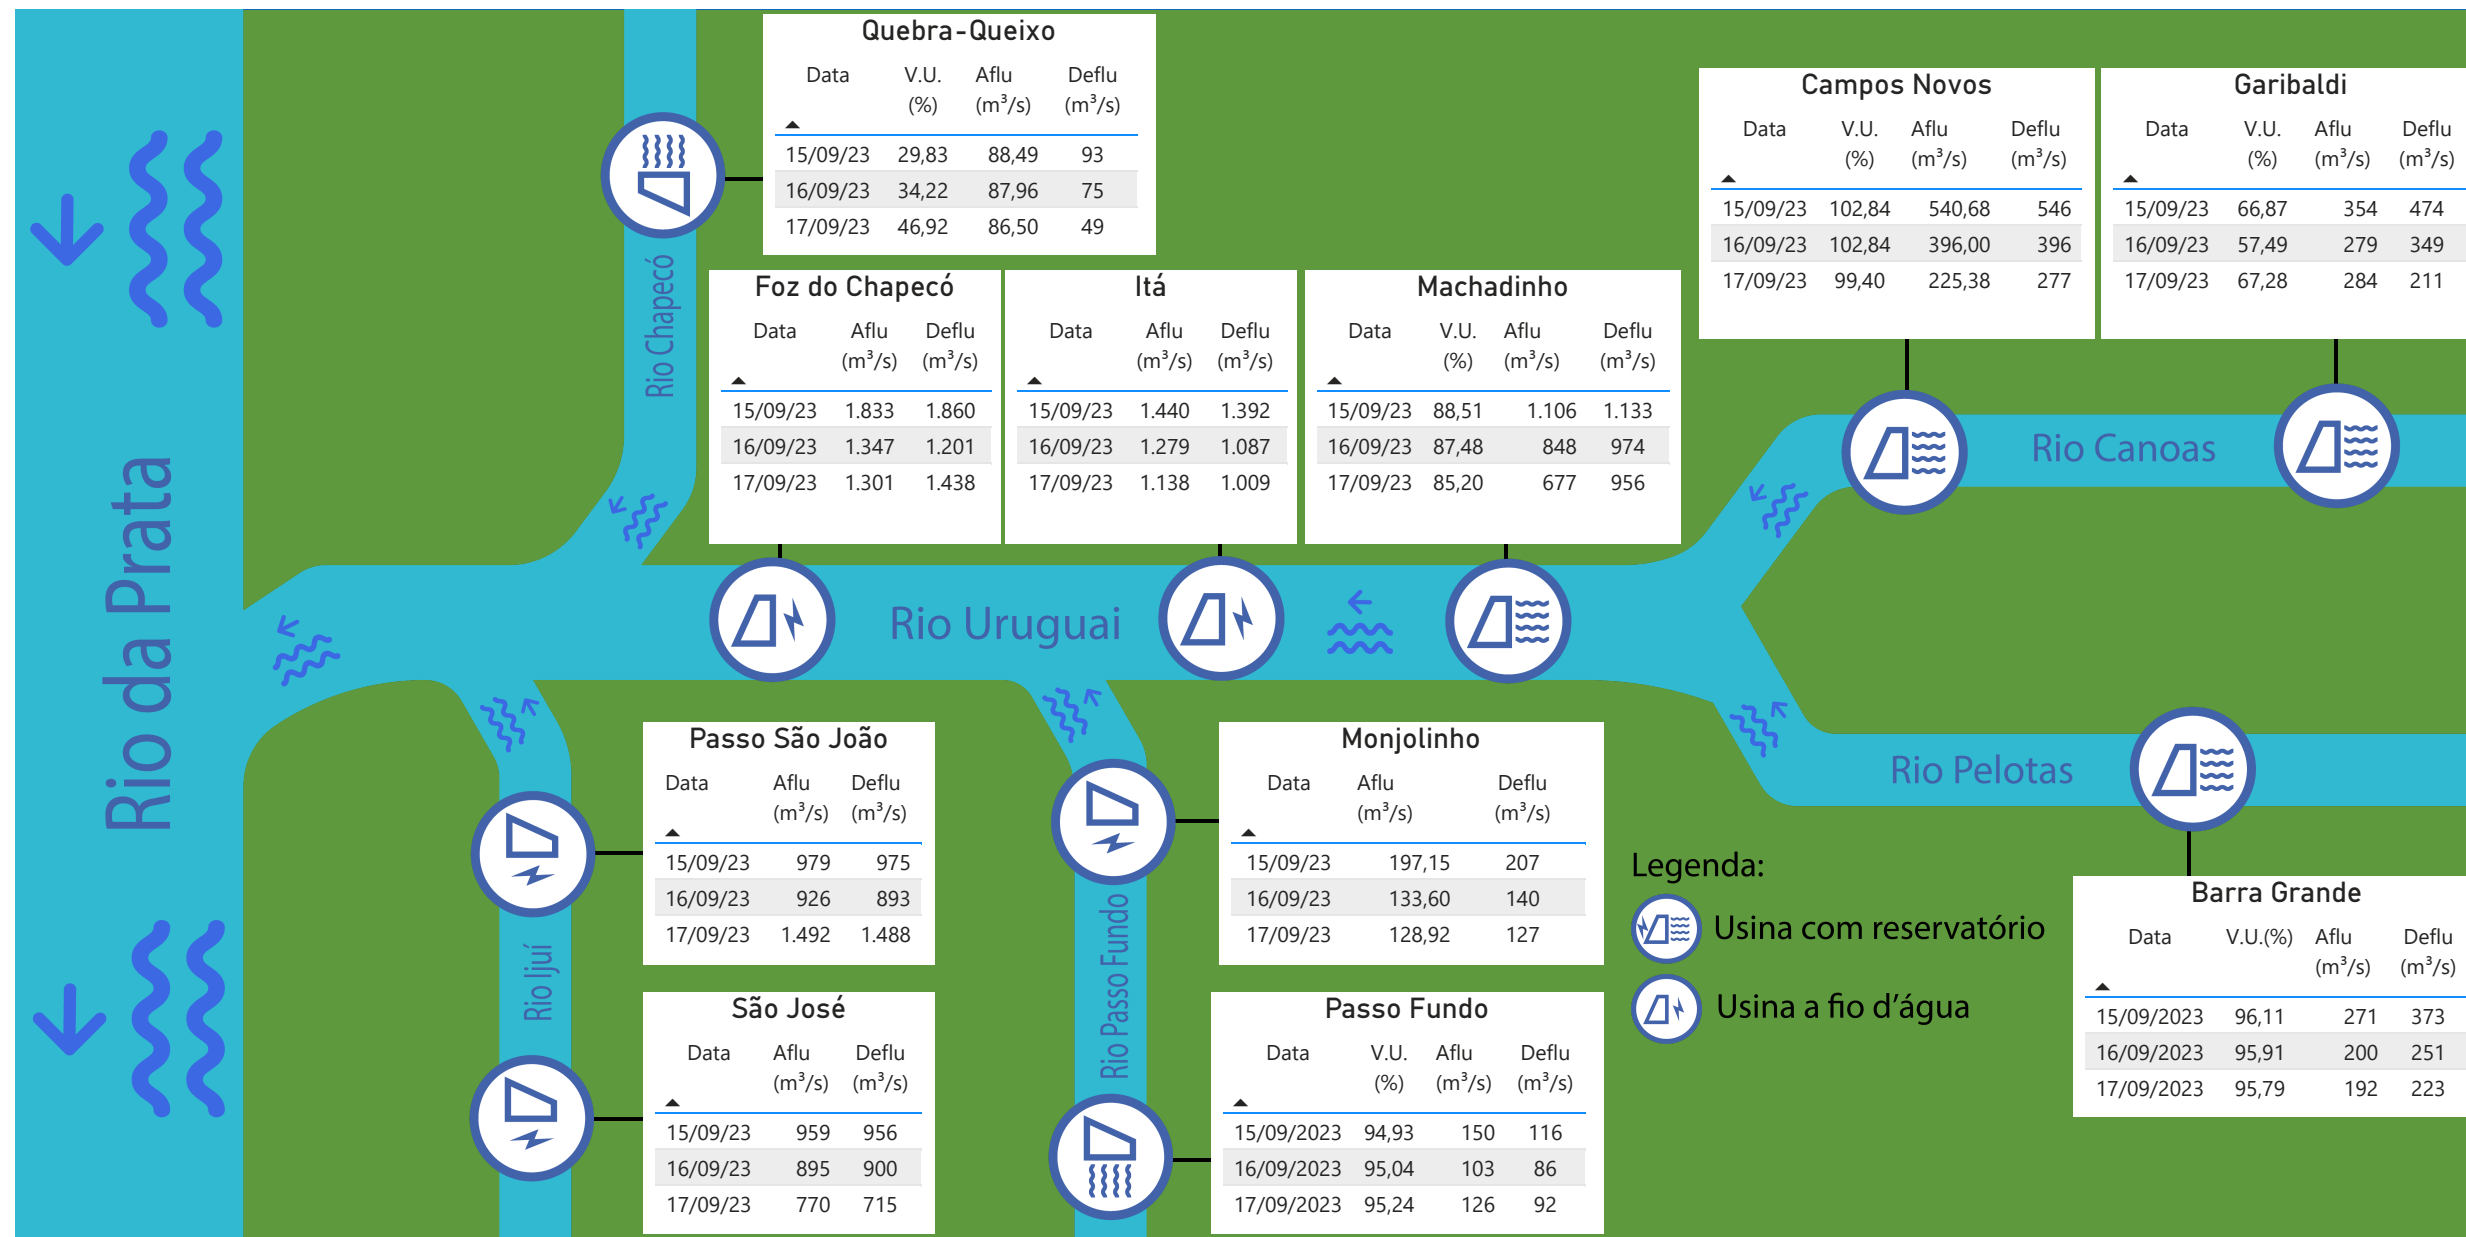 Quebra-Queixo
Data V.U. (%) Aflu (m³/s) Deflu (m³/s)
15/09/23 29,83 88,49 93
16/09/23 34,22 87,96 75
17/09/23 46,92 86,50 49
Campos Novos
Data V.U. (%) Aflu (m³/s) Deflu (m³/s)
15/09/23 102,84 540,68 546
16/09/23 102,84 396,00 396
17/09/23 99,40 225,38 277
Garibaldi
Data V.U. (%) Aflu (m³/s) Deflu (m³/s)
15/09/23 66,87 354 474
16/09/23 57,49 279 349
17/09/23 67,28 284 211
Rio Chapecó
Foz do Chapecó
Data Aflu (m³/s) Deflu (m³/s)
15/09/23 1.833 1.860
16/09/23 1.347 1.201
17/09/23 1.301 1.438
Itá
Data Aflu (m³/s) Deflu (m³/s)
15/09/23 1.440 1.392
16/09/23 1.279 1.087
17/09/23 1.138 1.009
Machadinho
Data V.U. (%) Aflu (m³/s) Deflu (m³/s)
15/09/23 88,51 1.106 1.133
16/09/23 87,48 848 974
17/09/23 85,20 677 956
Rio Canoas
Rio da Prata
Rio Uruguai
Rio Pelotas
Passo São João
Data Aflu (m³/s) Deflu (m³/s)
15/09/23 979 975
16/09/23 926 893
17/09/23 1.492 1.488
Monjolinho
Data Aflu (m³/s) Deflu (m³/s)
15/09/23 197,15 207
16/09/23 133,60 140
17/09/23 128,92 127
Legenda:
Usina com reservatório
Usina a fio d'água
Barra Grande
Data V.U.(%) Aflu (m³/s) Deflu (m³/s)
15/09/2023 96,11 271 373
16/09/2023 95,91 200 251
17/09/2023 95,79 192 223
Rio Ijuí
Rio Passo Fundo
São José
Data Aflu (m³/s) Deflu (m³/s)
15/09/23 959 956
16/09/23 895 900
17/09/23 770 715
Passo Fundo
Data V.U. (%) Aflu (m³/s) Deflu (m³/s)
15/09/2023 94,93 150 116
16/09/2023 95,04 103 86
17/09/2023 95,24 126 92